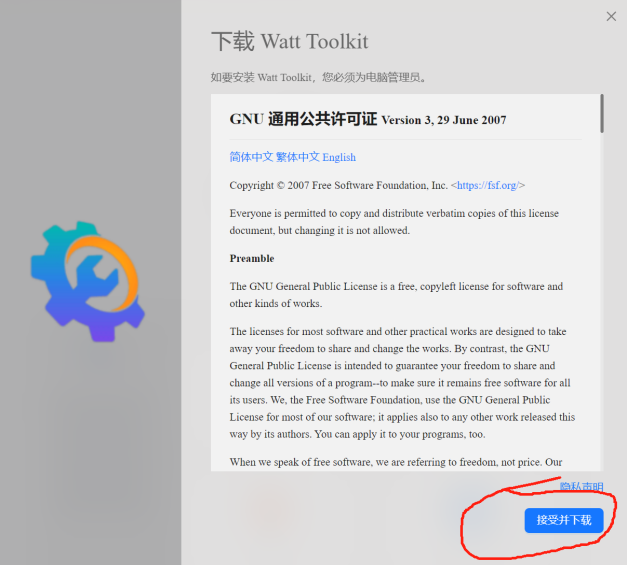 下载 Watt Toolkit
如要安装 Watt Toolkit，您必须为电脑管理员。
GNU 通用公共许可证 Version 3, 29 June 2007
简体中文 繁体中文 English
Copyright © 2007 Free Software Foundation, Inc. <https://fsf.org/>
Everyone is permitted to copy and distribute verbatim copies of this license
document, but changing it is not allowed.
Preamble
The GNU General Public License is a free, copyleft license for software and
other kinds of works.
The licenses for most software and other practical works are designed to take
away your freedom to share and change the works. By contrast, the GNU
General Public License is intended to guarantee your freedom to share and
change all versions of a program--to make sure it remains free software for all
its users. We, the Free Software Foundation, use the GNU General Public
License for most of our software; it applies also to any other work released this
way by its authors. You can apply it to your programs, too.
When we speak of free software, we are referring to freedom, not price. Our
隐私声明
接受并下载